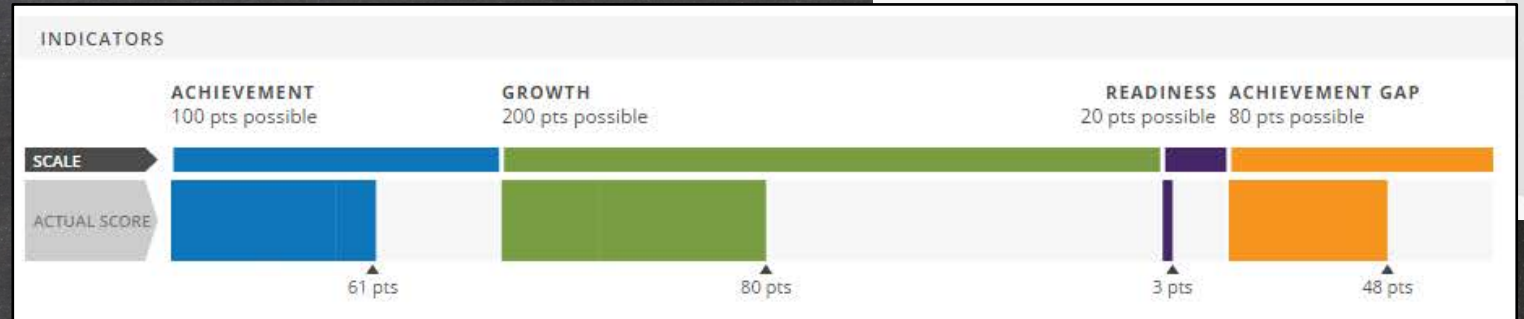 INDICATORS
ACHIEVEMENT
100 pts possible
GROWTH
200 pts possible
READINESS
20 pts possible
ACHIEVEMENT GAP
80 pts possible
SCALE
ACTUAL SCORE
61 pts
80 pts
3 pts
48 pts